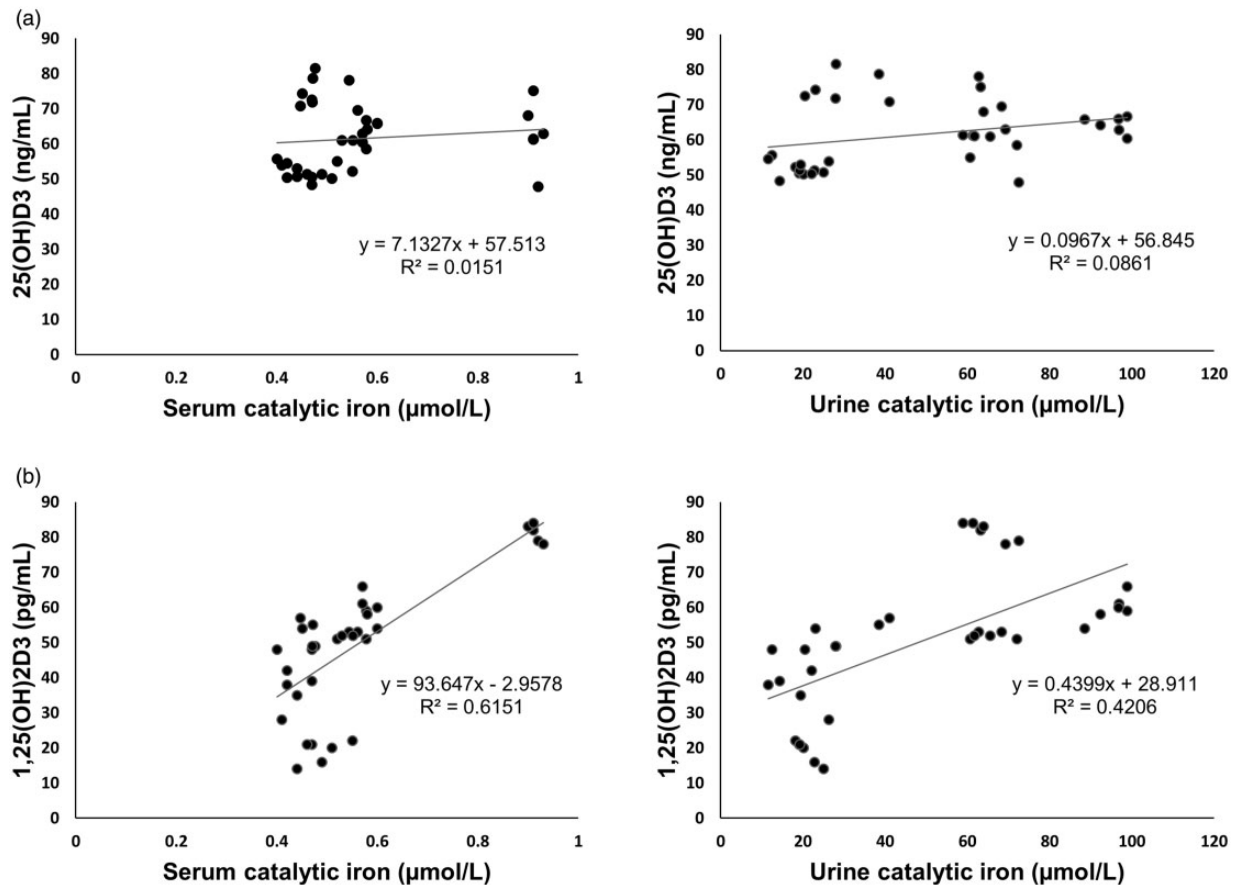 (a)
25(OH)D3 (ng/mL)
90
80
70
60
50
40
30
20
10
0
y = 7.1327x + 57.513
R² = 0.0151
0 0.2 0.4 0.6 0.8 1
Serum catalytic iron (μmol/L)
25(OH)D3 (ng/mL)
90
80
70
60
50
40
30
20
10
0
y = 0.0967x + 56.845
R² = 0.0861
0 20 40 60 80 100 120
Urine catalytic iron (μmol/L)
(b)
1,25(OH)2D3 (pg/mL)
90
80
70
60
50
40
30
20
10
0
y = 93.647x - 2.9578
R² = 0.6151
0 0.2 0.4 0.6 0.8 1
Serum catalytic iron (μmol/L)
1,25(OH)2D3 (pg/mL)
90
80
70
60
50
40
30
20
10
0
y = 0.4399x + 28.911
R² = 0.4206
0 20 40 60 80 100 120
Urine catalytic iron (μmol/L)